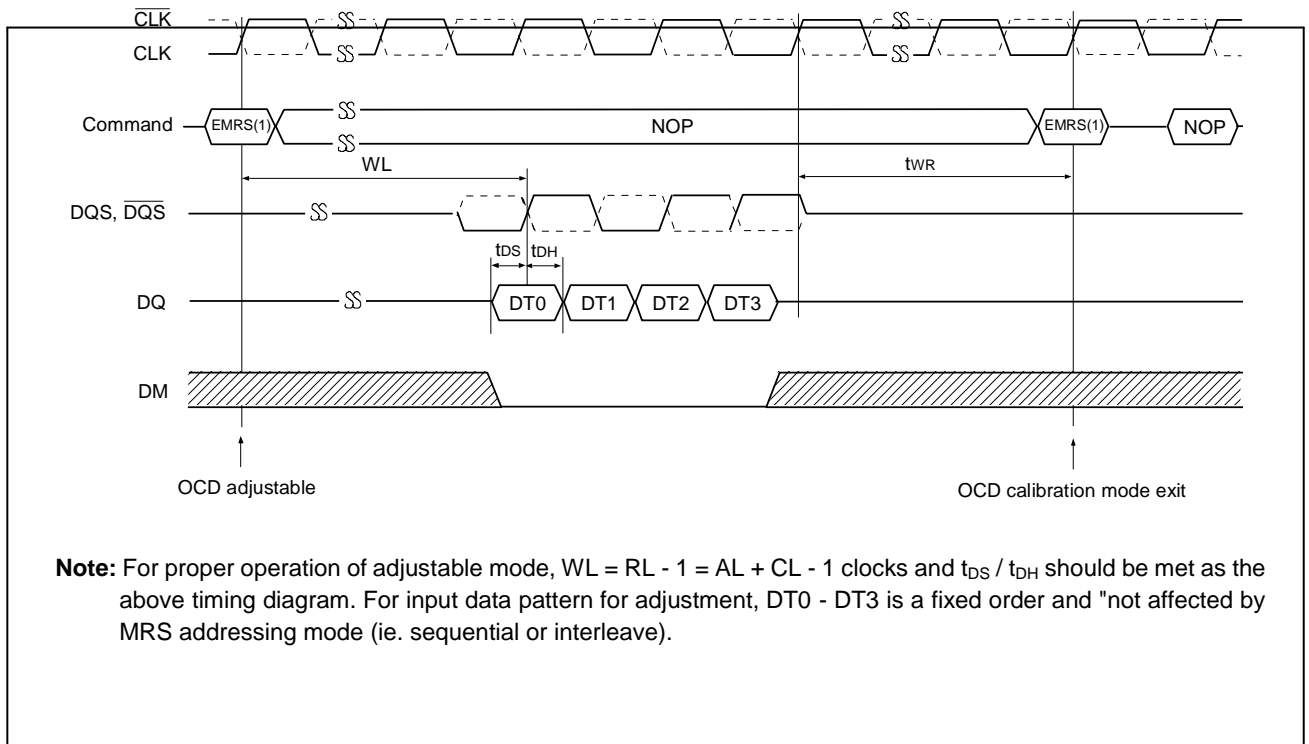 CLK
CLK
Command
EMRS(1)
NOP
EMRS(1)
NOP
WL
tWR
DQS, DQS
tDS
tDH
DQ
DT0
DT1
DT2
DT3
DM
OCD adjustable
OCD calibration mode exit
Note: For proper operation of adjustable mode, WL = RL - 1 = AL + CL - 1 clocks and tDS / tDH should be met as the
above timing diagram. For input data pattern for adjustment, DT0 - DT3 is a fixed order and "not affected by
MRS addressing mode (ie. sequential or interleave).